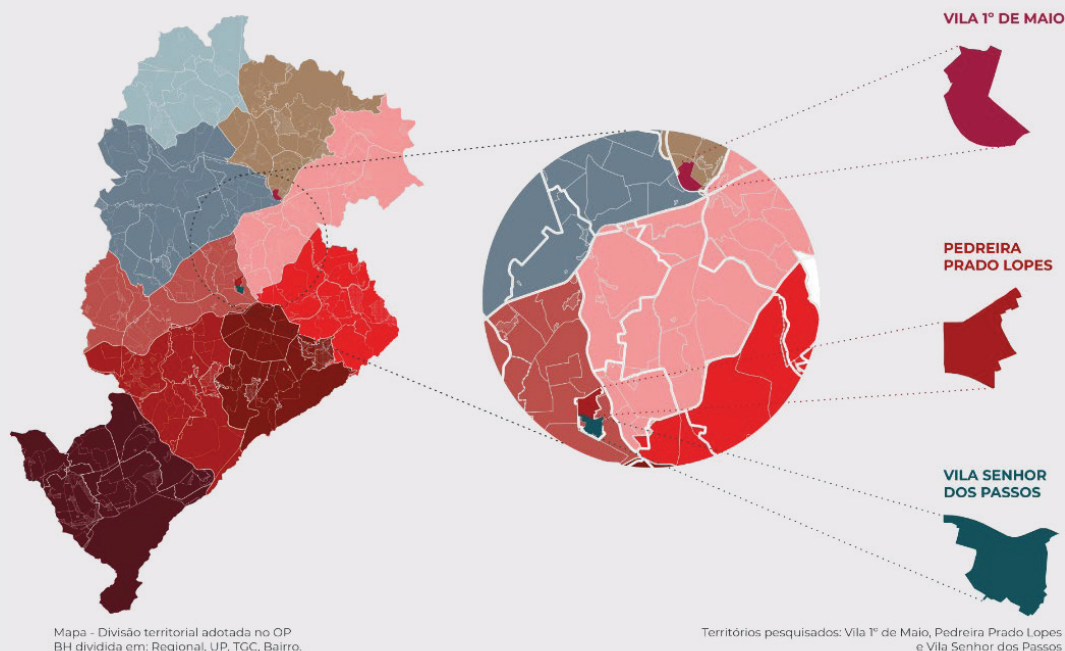 VILA 1º DE MAIO
PEDREIRA
PRADO LOPES
VILA SENHOR
DOS PASSOS
Mapa - Divisão territorial adotada no OP
BH dividida em: Regional, UP, TGC, Bairro.
Territórios pesquisados: Vila 1º de Maio, Pedreira Prado Lopes
e Vila Senhor dos Passos